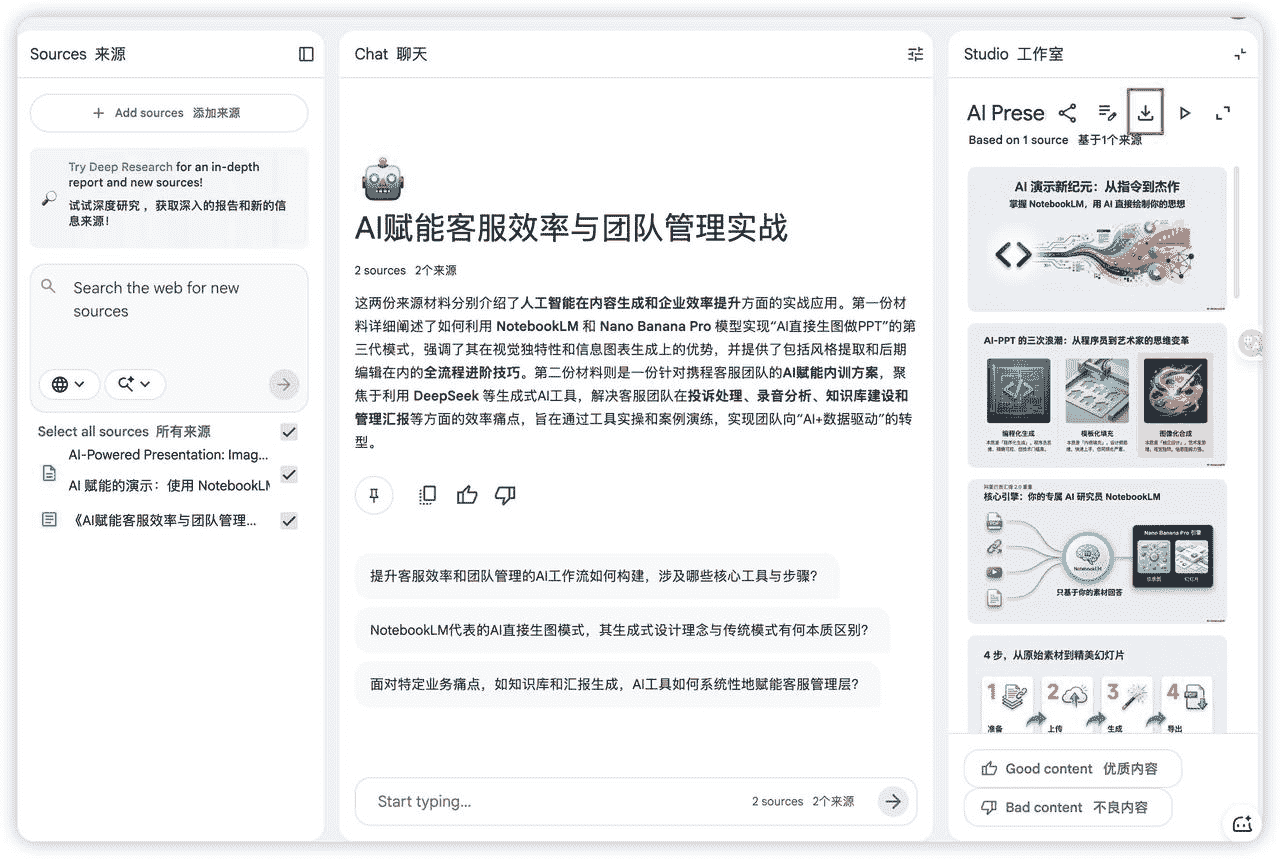 Sources 来源
Add sources 添加来源
Try Deep Research for an in-depth
report and new sources!
试试深度研究，获取深入的报告和新的信
息来源！
Search the web for new
sources
Select all sources 所有来源
AI-Powered Presentation: Imag...
AI 赋能的演示：使用 NotebookLM
《AI赋能客服效率与团队管理...
Chat 聊天
AI赋能客服效率与团队管理实战
2 sources 2个来源
这两份来源材料分别介绍了人工智能在内容生成和企业效率提升方面的实战应用。第一份材
料详细阐述了如何利用 NotebookLM 和 Nano Banana Pro 模型实现“AI直接生图做PPT”的第
三代模式，强调了其在视觉独特性和信息图表生成上的优势，并提供了包括风格提取和后期
编辑在内的全流程进阶技巧。第二份材料则是一份针对携程客服团队的AI赋能内训方案，聚
焦于利用 DeepSeek 等生成式AI工具，解决客服团队在投诉处理、录音分析、知识库建设和
管理汇报等方面的效率痛点，旨在通过工具实操和案例演练，实现团队向“AI+数据驱动”的转
型。
提升客服效率和团队管理的AI工作流如何构建，涉及哪些核心工具与步骤？
NotebookLM代表的AI直接生图模式，其生成式设计理念与传统模式有何本质区别？
面对特定业务痛点，如知识库和汇报生成，AI工具如何系统性地赋能客服管理层？
Start typing...
2 sources 2个来源
Studio 工作室
AI Prese
Based on 1 source 基于1个来源
AI 演示新纪元：从指令到杰作
掌握 NotebookLM，用 AI 直接绘制你的思想
AI-PPT 的三次浪潮：从程序员到艺术家的思维变革
编程化生成
模板化填充
图像化合成
核心引擎：你的专属 AI 研究员 NotebookLM
NotebookLM
Nano Banana Pro 引擎
幻灯片
只基于你的素材回答
4 步，从原始素材到精美幻灯片
1 2 3 4
准备 上传 生成 导出
Good content 优质内容
Bad content 不良内容